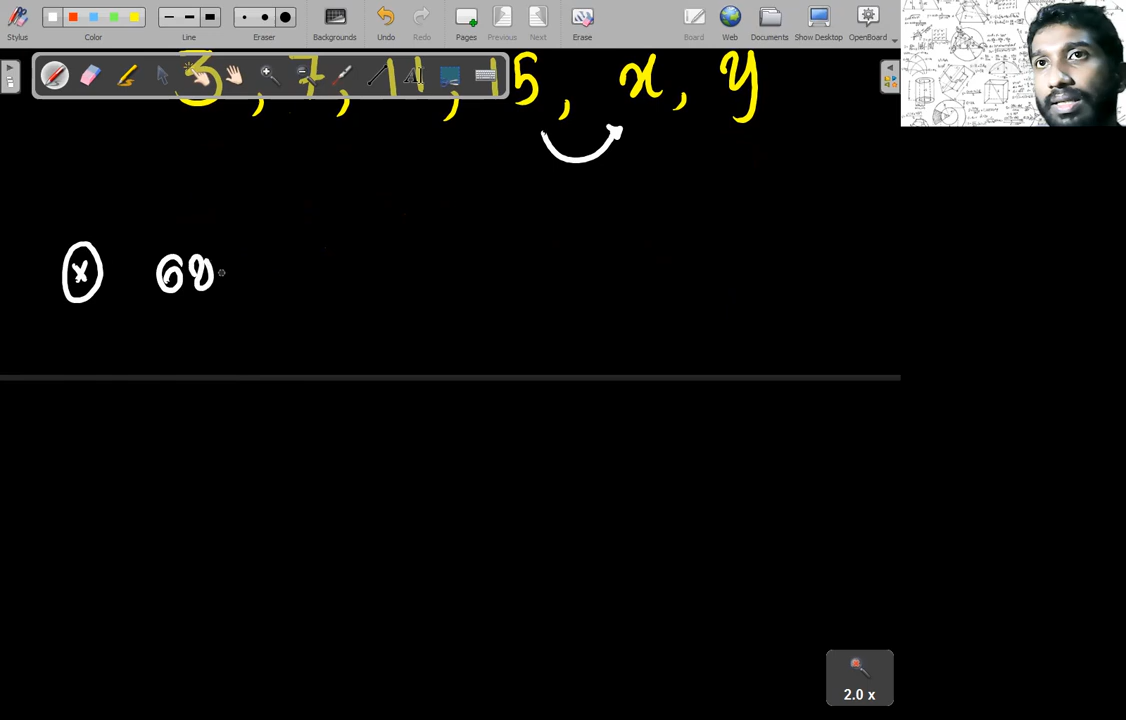 Stylus Color Line Eraser Backgrounds Undo Redo Pages Previous Next Erase Board Web Documents Show Desktop OpenBoard
3, 7, 11, 15, x, y
x
2.0 x